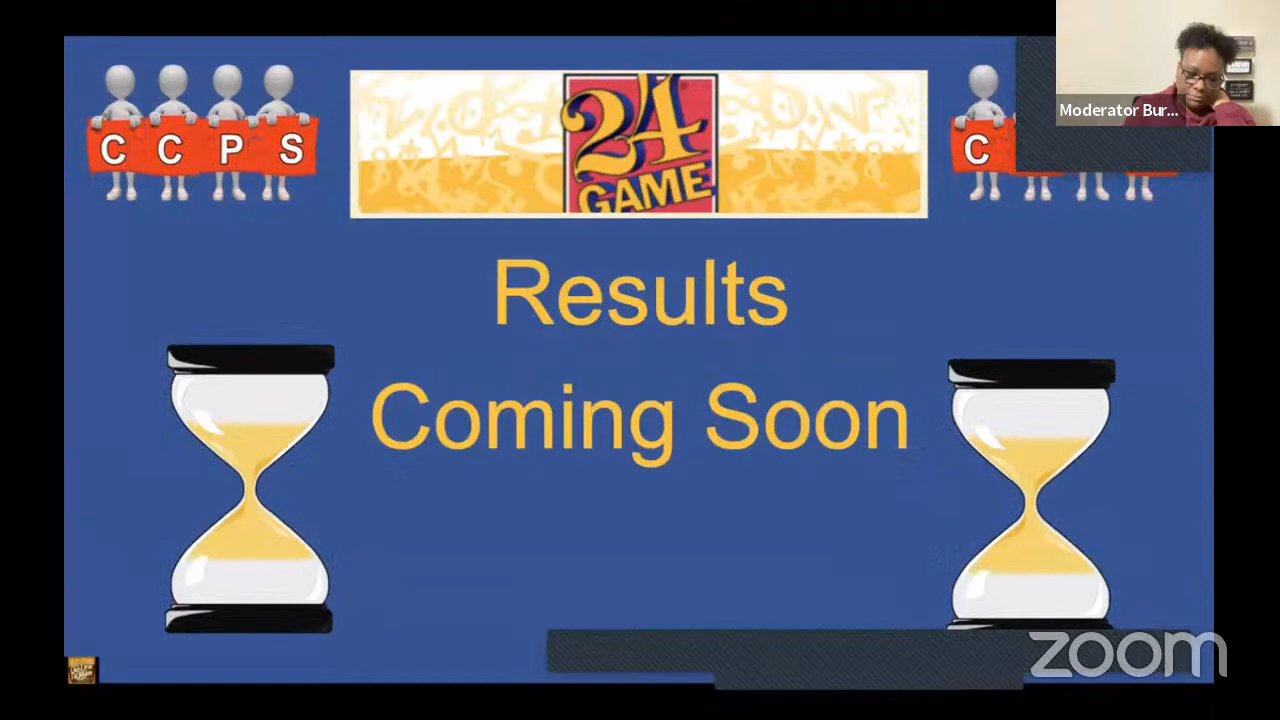 C C P S
24
GAME
C
Moderator Bur...
Results
Coming Soon
zoom